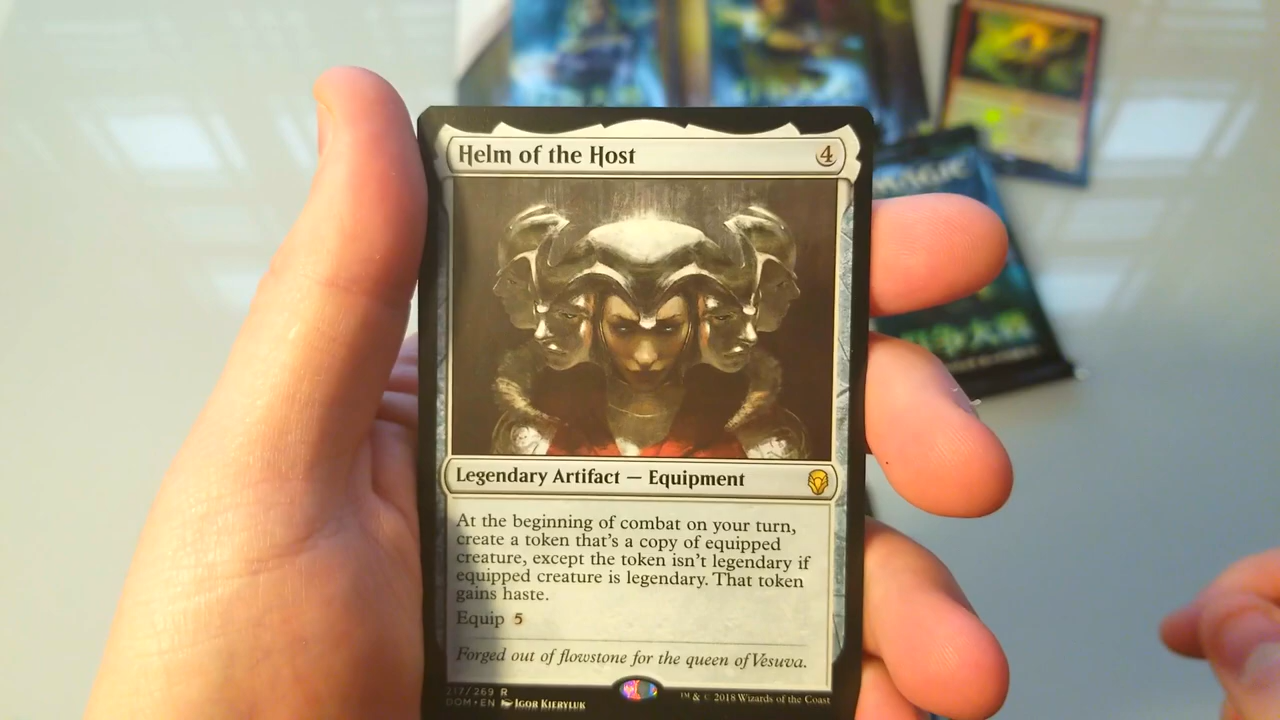 Helm of the Host 4
MAGIC
Legendary Artifact — Equipment
At the beginning of combat on your turn,
create a token that's a copy of equipped
creature, except the token isn't legendary if
equipped creature is legendary. That token
gains haste.
Equip 5
Forged out of flowstone for the queen of Vesuva.
217/269 R
DOM • EN Igor Kieryluk
™ & © 2018 Wizards of the Coast